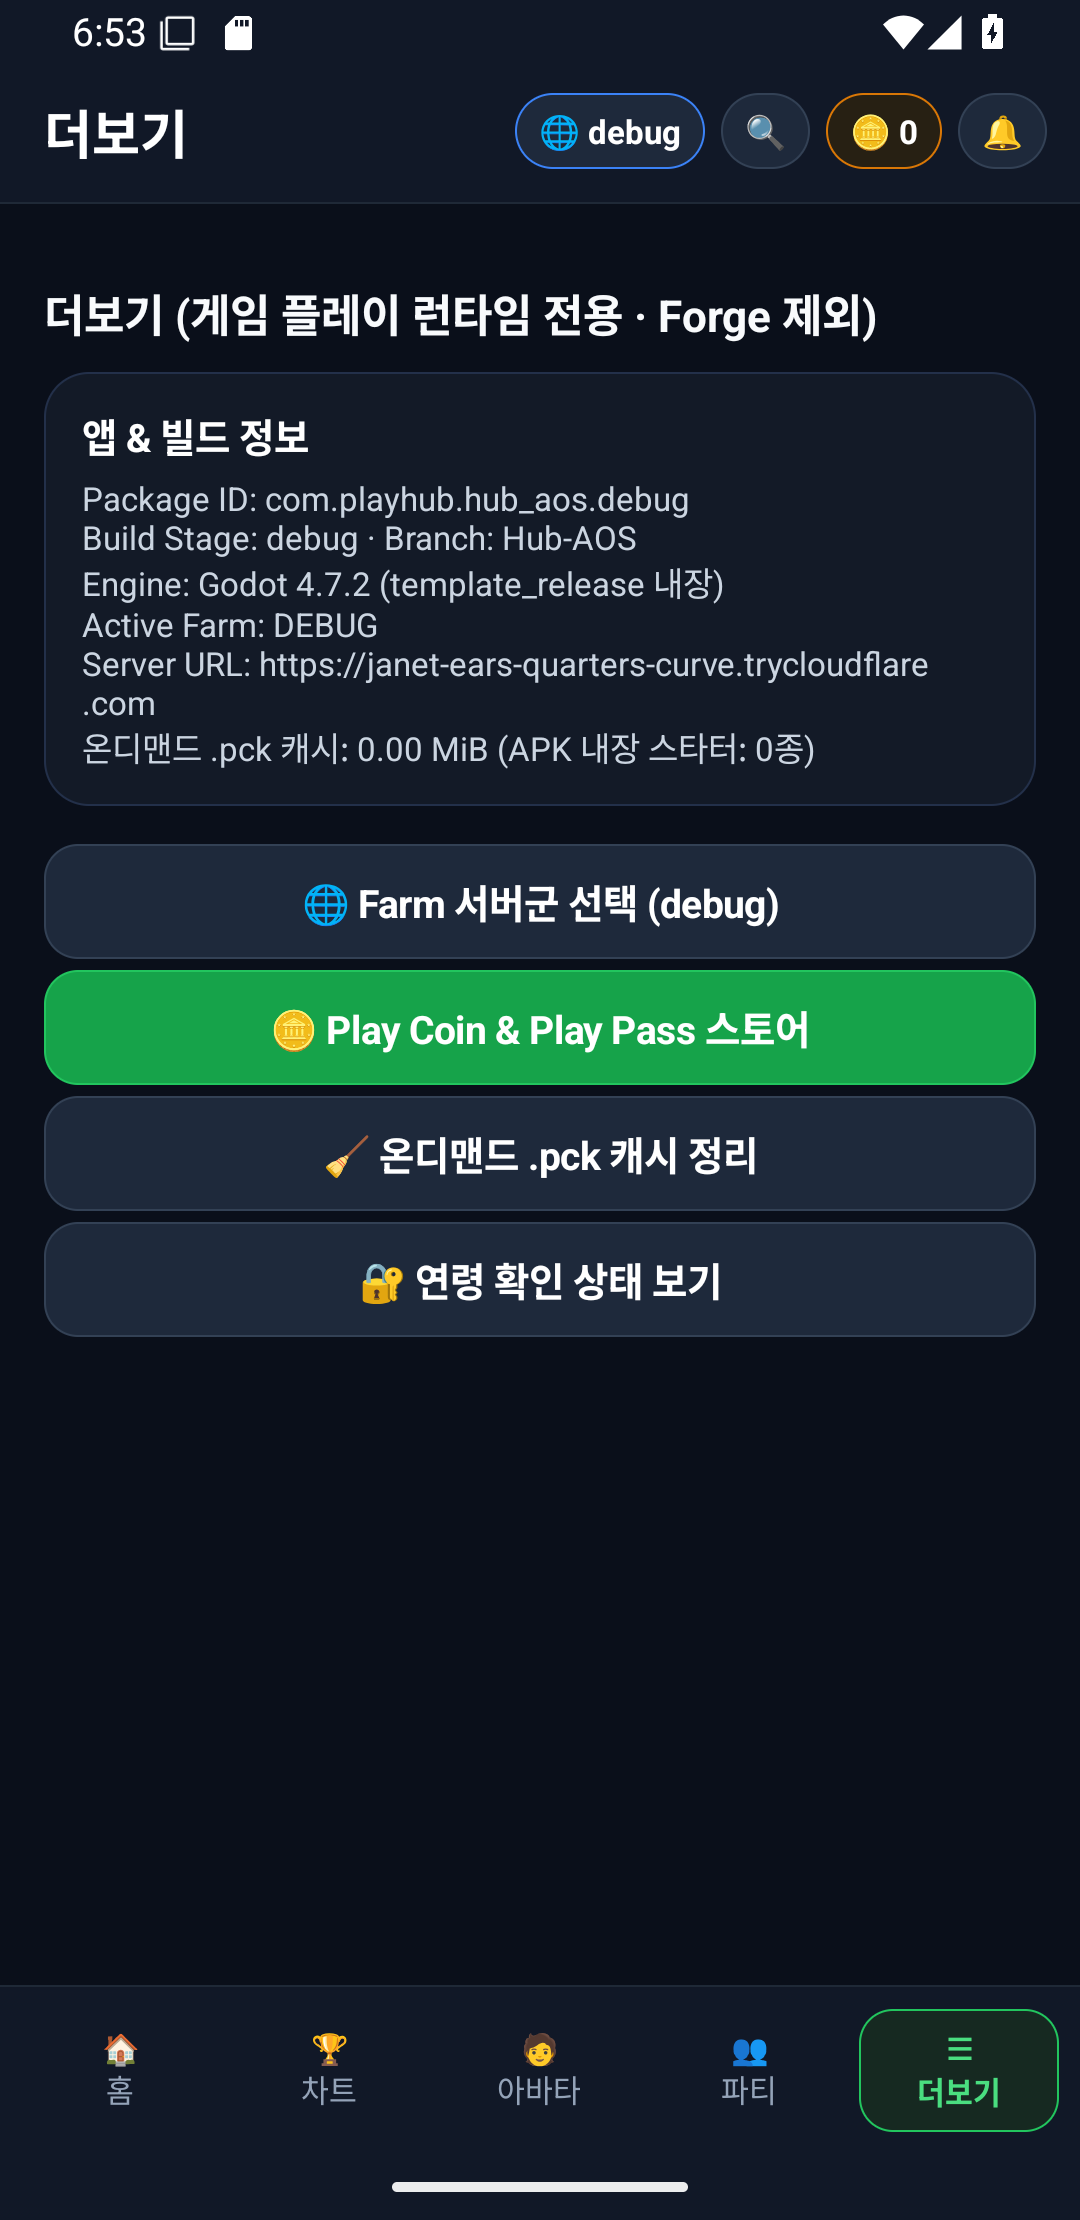 6:53
더보기
debug
0
더보기 (게임 플레이 런타임 전용 · Forge 제외)
앱 & 빌드 정보
Package ID: com.playhub.hub_aos.debug
Build Stage: debug · Branch: Hub-AOS
Engine: Godot 4.7.2 (template_release 내장)
Active Farm: DEBUG
Server URL: https://janet-ears-quarters-curve.trycloudflare
.com
온디맨드 .pck 캐시: 0.00 MiB (APK 내장 스타터: 0종)
Farm 서버군 선택 (debug)
Play Coin & Play Pass 스토어
온디맨드 .pck 캐시 정리
연령 확인 상태 보기
홈
차트
아바타
파티
더보기